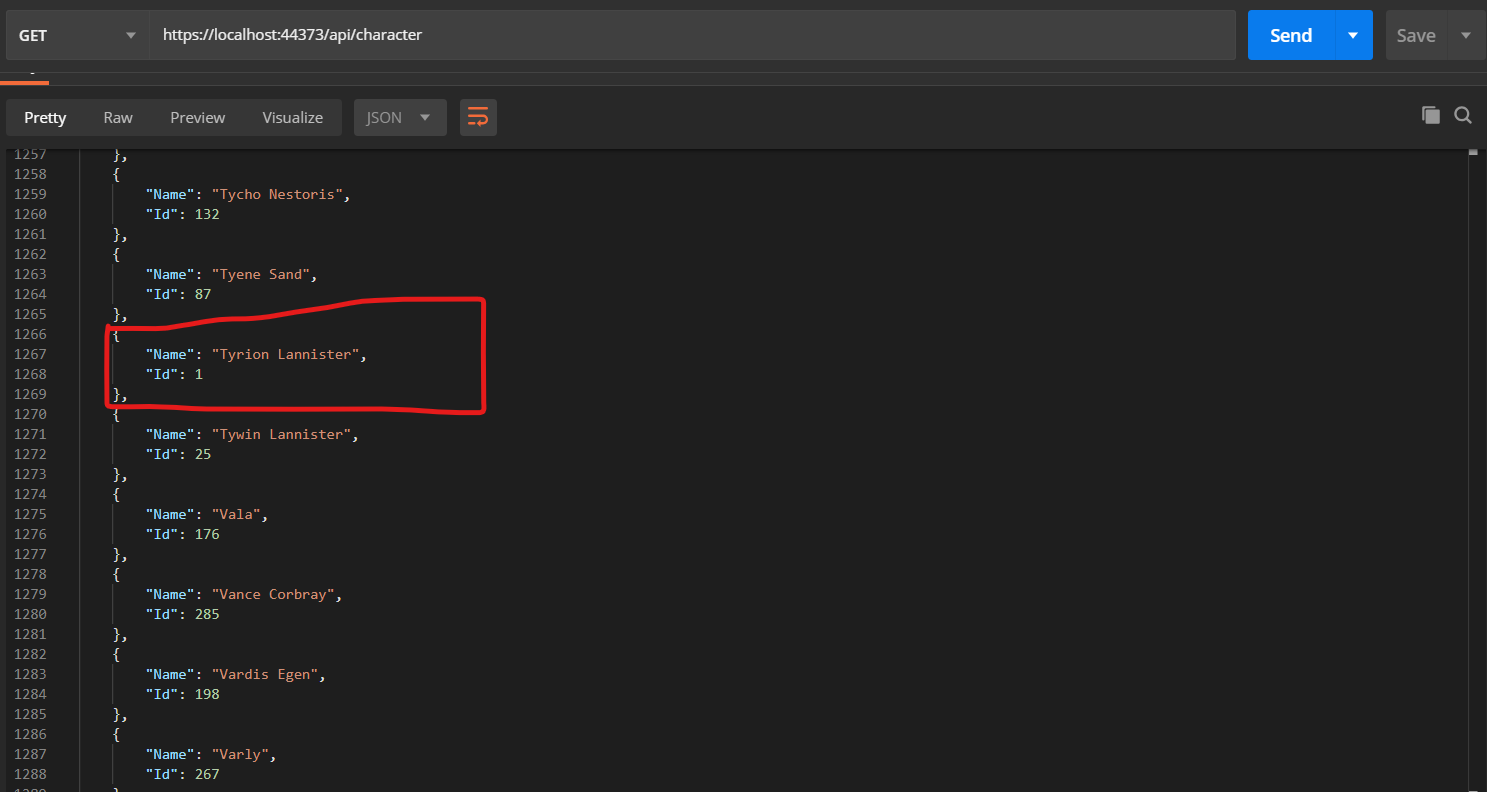 GET https://localhost:44373/api/character Send Save
Pretty Raw Preview Visualize JSON
1257 },
1258 {
1259 "Name": "Tycho Nestoris",
1260 "Id": 132
1261 },
1262 {
1263 "Name": "Tyene Sand",
1264 "Id": 87
1265 },
1266 {
1267 "Name": "Tyrion Lannister",
1268 "Id": 1
1269 },
1270 {
1271 "Name": "Tywin Lannister",
1272 "Id": 25
1273 },
1274 {
1275 "Name": "Vala",
1276 "Id": 176
1277 },
1278 {
1279 "Name": "Vance Corbray",
1280 "Id": 285
1281 },
1282 {
1283 "Name": "Vardis Egen",
1284 "Id": 198
1285 },
1286 {
1287 "Name": "Varly",
1288 "Id": 267